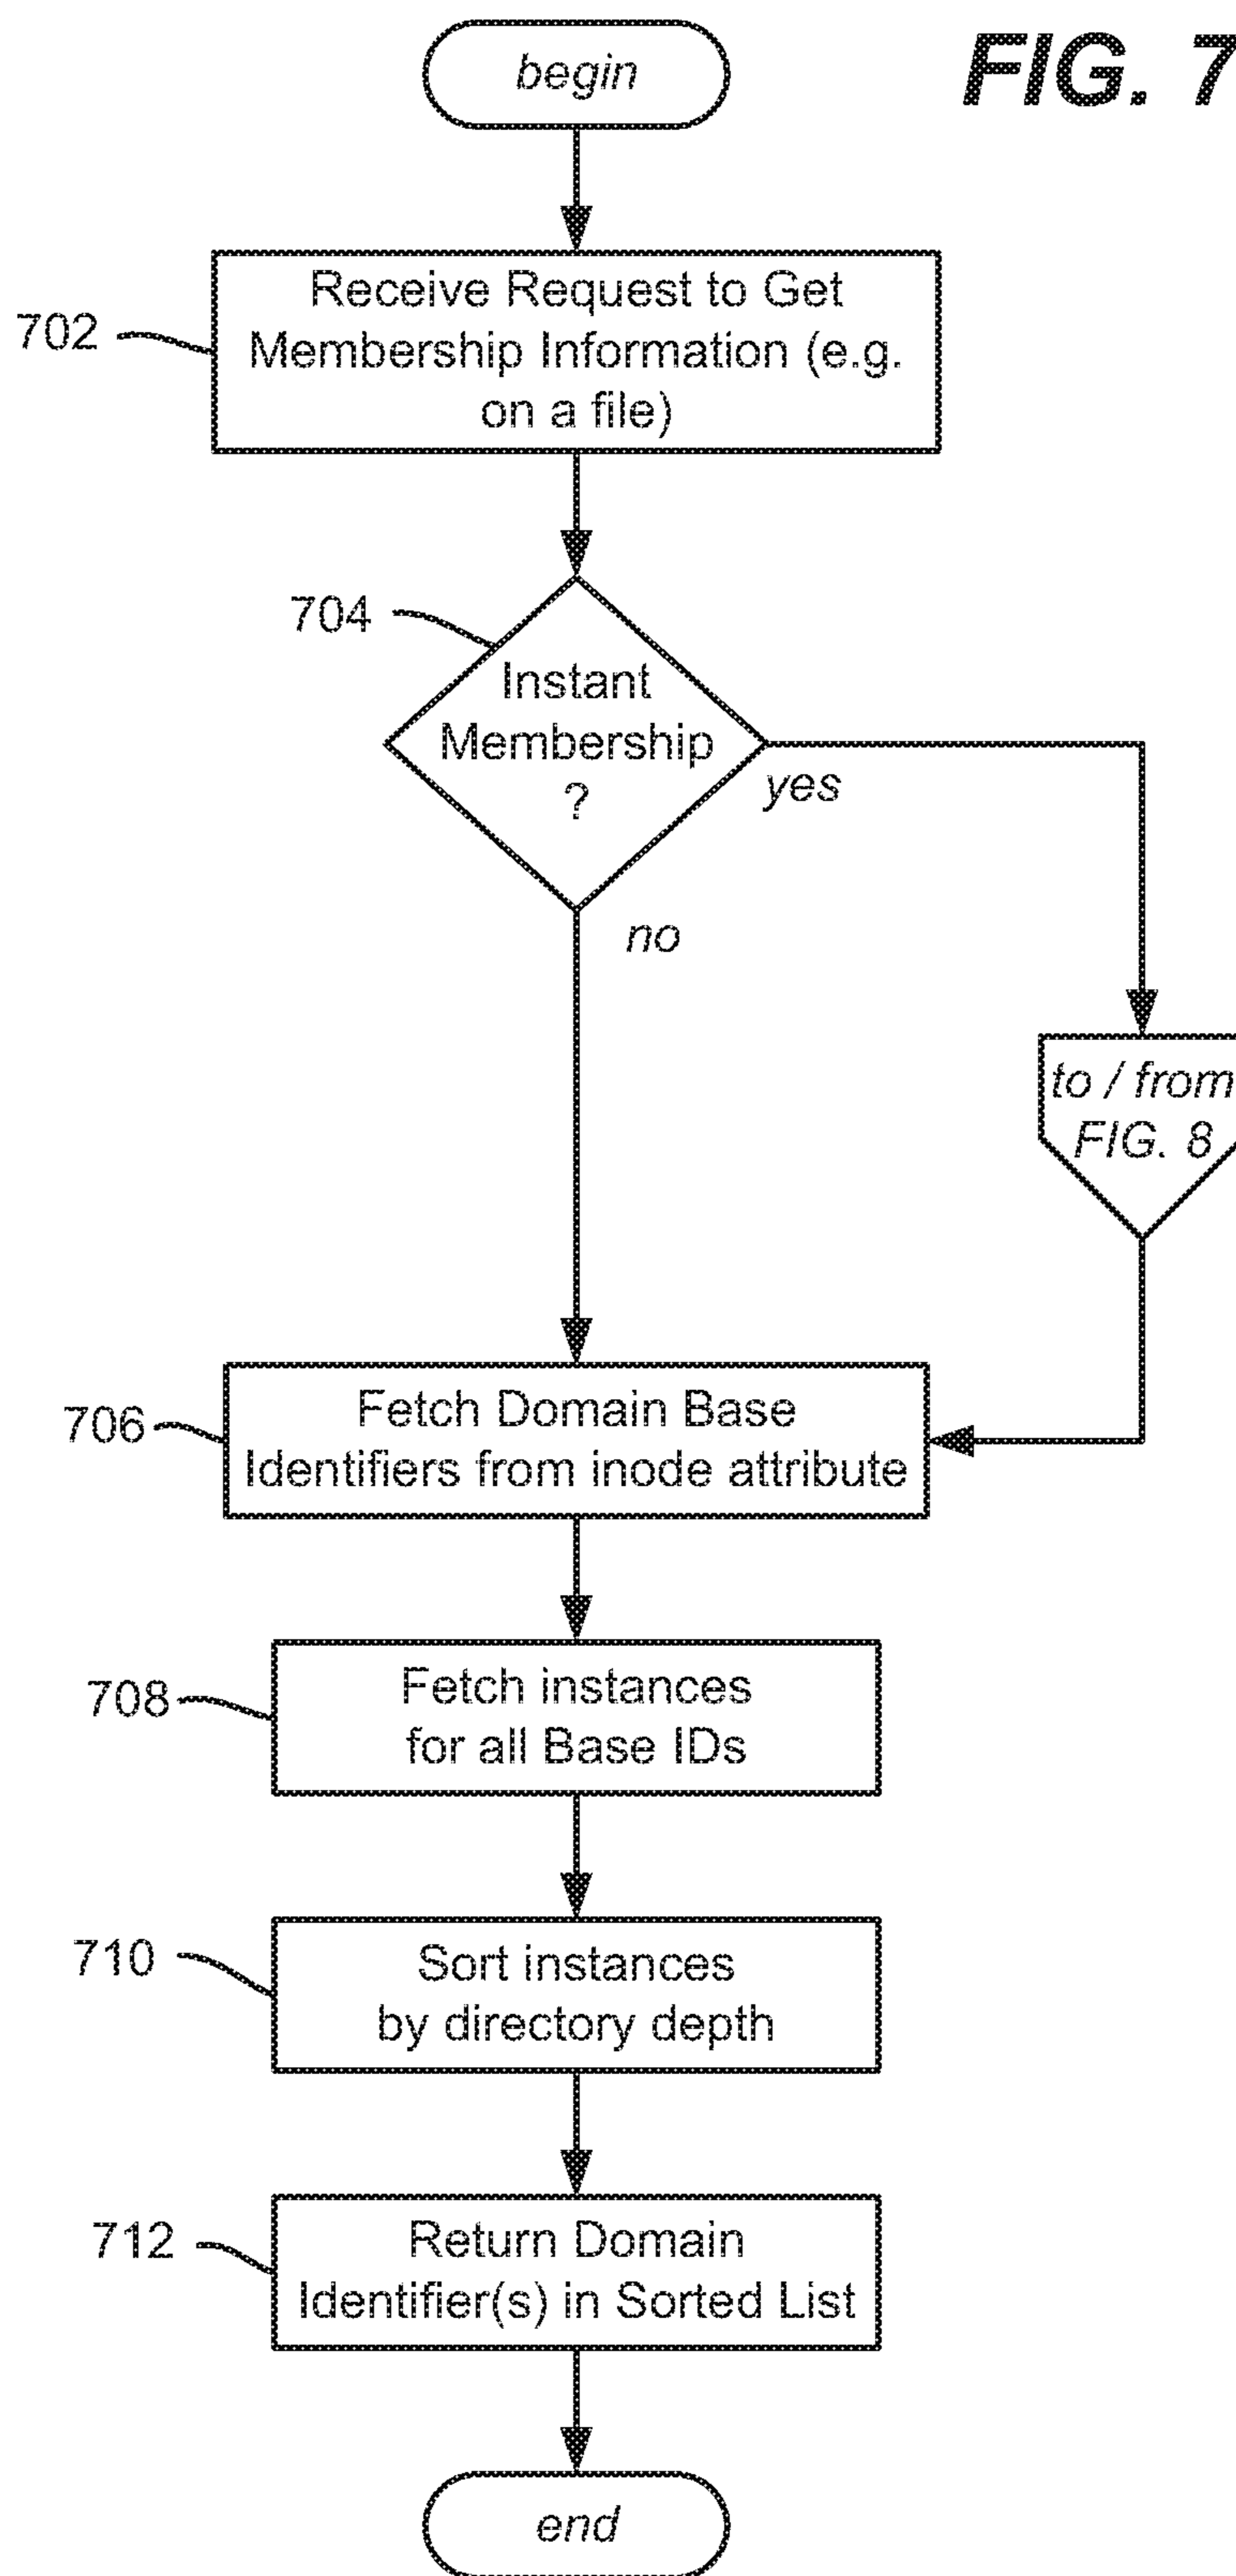 FIG. 7
begin
702
Receive Request to Get
Membership Information (e.g.
on a file)
704
Instant
Membership
?
yes
no
to / from
FIG. 8
706
Fetch Domain Base
Identifiers from inode attribute
708
Fetch instances
for all Base IDs
710
Sort instances
by directory depth
712
Return Domain
Identifier(s) in Sorted List
end